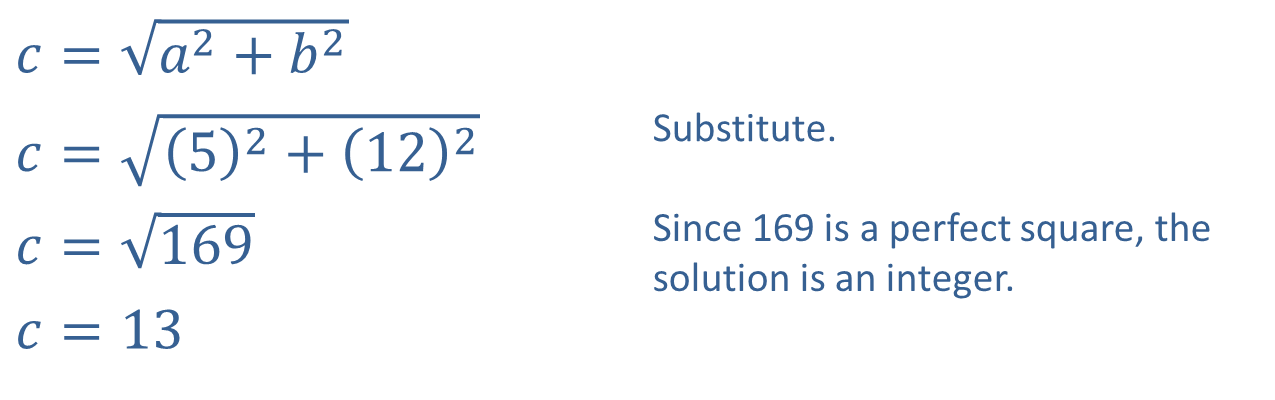 c = √a² + b²
c = √(5)² + (12)²
Substitute.
c = √169
Since 169 is a perfect square, the
solution is an integer.
c = 13